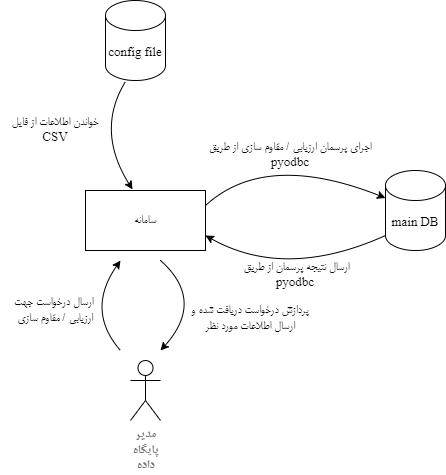 config file
خواندن اطلاعات از فایل
CSV
اجرای پرسمان ارزیابی / مقاوم سازی از طریق
pyodbc
سامانه
main DB
ارسال نتیجه پرسمان از طریق
pyodbc
ارسال درخواست جهت
ارزیابی / مقاوم سازی
پردازش درخواست دریافت شده و
ارسال اطلاعات مورد نظر
مدیر
پایگاه
داده